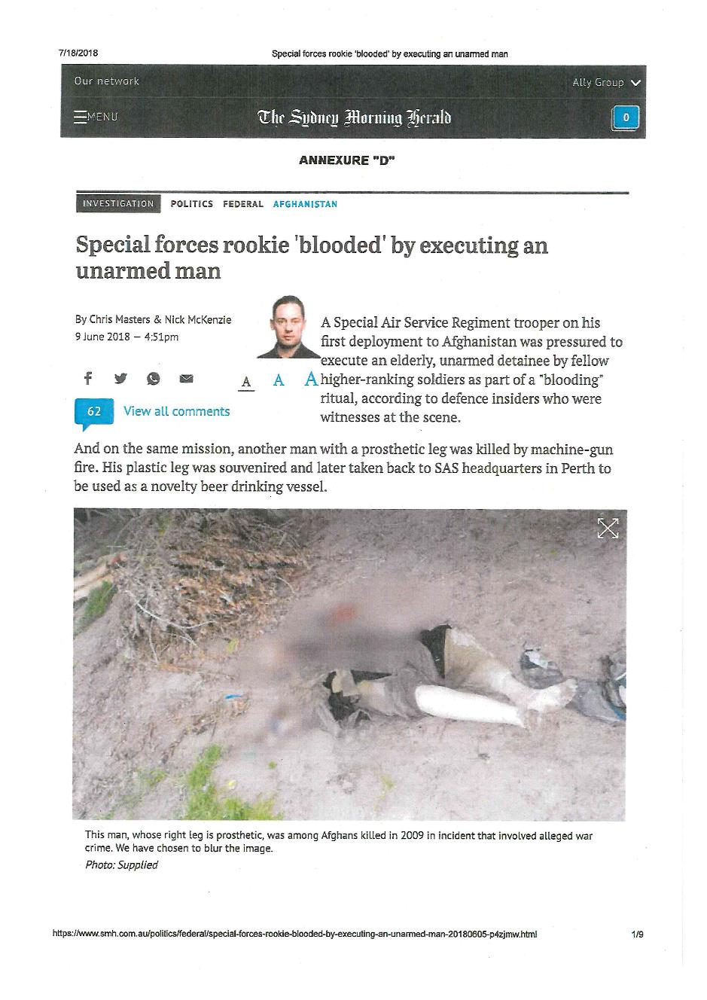 7/18/2018
Special forces rookie 'blooded' by executing an unarmed man
Our network
Ally Group
MENU
The Sydney Morning Herald
0
ANNEXURE "D"
INVESTIGATION POLITICS FEDERAL AFGHANISTAN
Special forces rookie 'blooded' by executing an
unarmed man
By Chris Masters & Nick McKenzie
9 June 2018 — 4:51pm
A A A
62 View all comments
A Special Air Service Regiment trooper on his
first deployment to Afghanistan was pressured to
execute an elderly, unarmed detainee by fellow
higher-ranking soldiers as part of a "blooding"
ritual, according to defence insiders who were
witnesses at the scene.
And on the same mission, another man with a prosthetic leg was killed by machine-gun
fire. His plastic leg was souvenired and later taken back to SAS headquarters in Perth to
be used as a novelty beer drinking vessel.
This man, whose right leg is prosthetic, was among Afghans killed in 2009 in incident that involved alleged war
crime. We have chosen to blur the image.
Photo: Supplied
https://www.smh.com.au/politics/federal/special-forces-rookie-blooded-by-executing-an-unarmed-man-20180605-p4zjmw.html
1/9